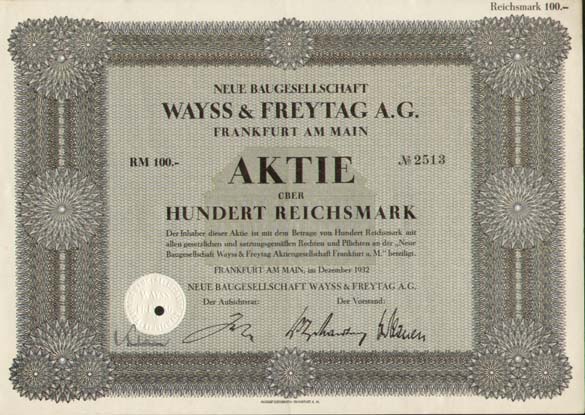 Reichsmark 100.–
NEUE BAUGESELLSCHAFT
WAYSS & FREYTAG A.G.
FRANKFURT AM MAIN
RM 100.-
AKTIE
№ 2513
ÜBER
HUNDERT REICHSMARK
Der Inhaber dieser Aktie ist mit dem Betrage von Hundert Reichsmark mit
allen gesetzlichen und satzungsgemäßen Rechten und Pflichten an der „Neue
Baugesellschaft Wayss & Freytag Aktiengesellschaft Frankfurt a. M.“ beteiligt.
FRANKFURT AM MAIN, im Dezember 1932
NEUE BAUGESELLSCHAFT WAYSS & FREYTAG A.G.
Der Aufsichtsrat: Der Vorstand: